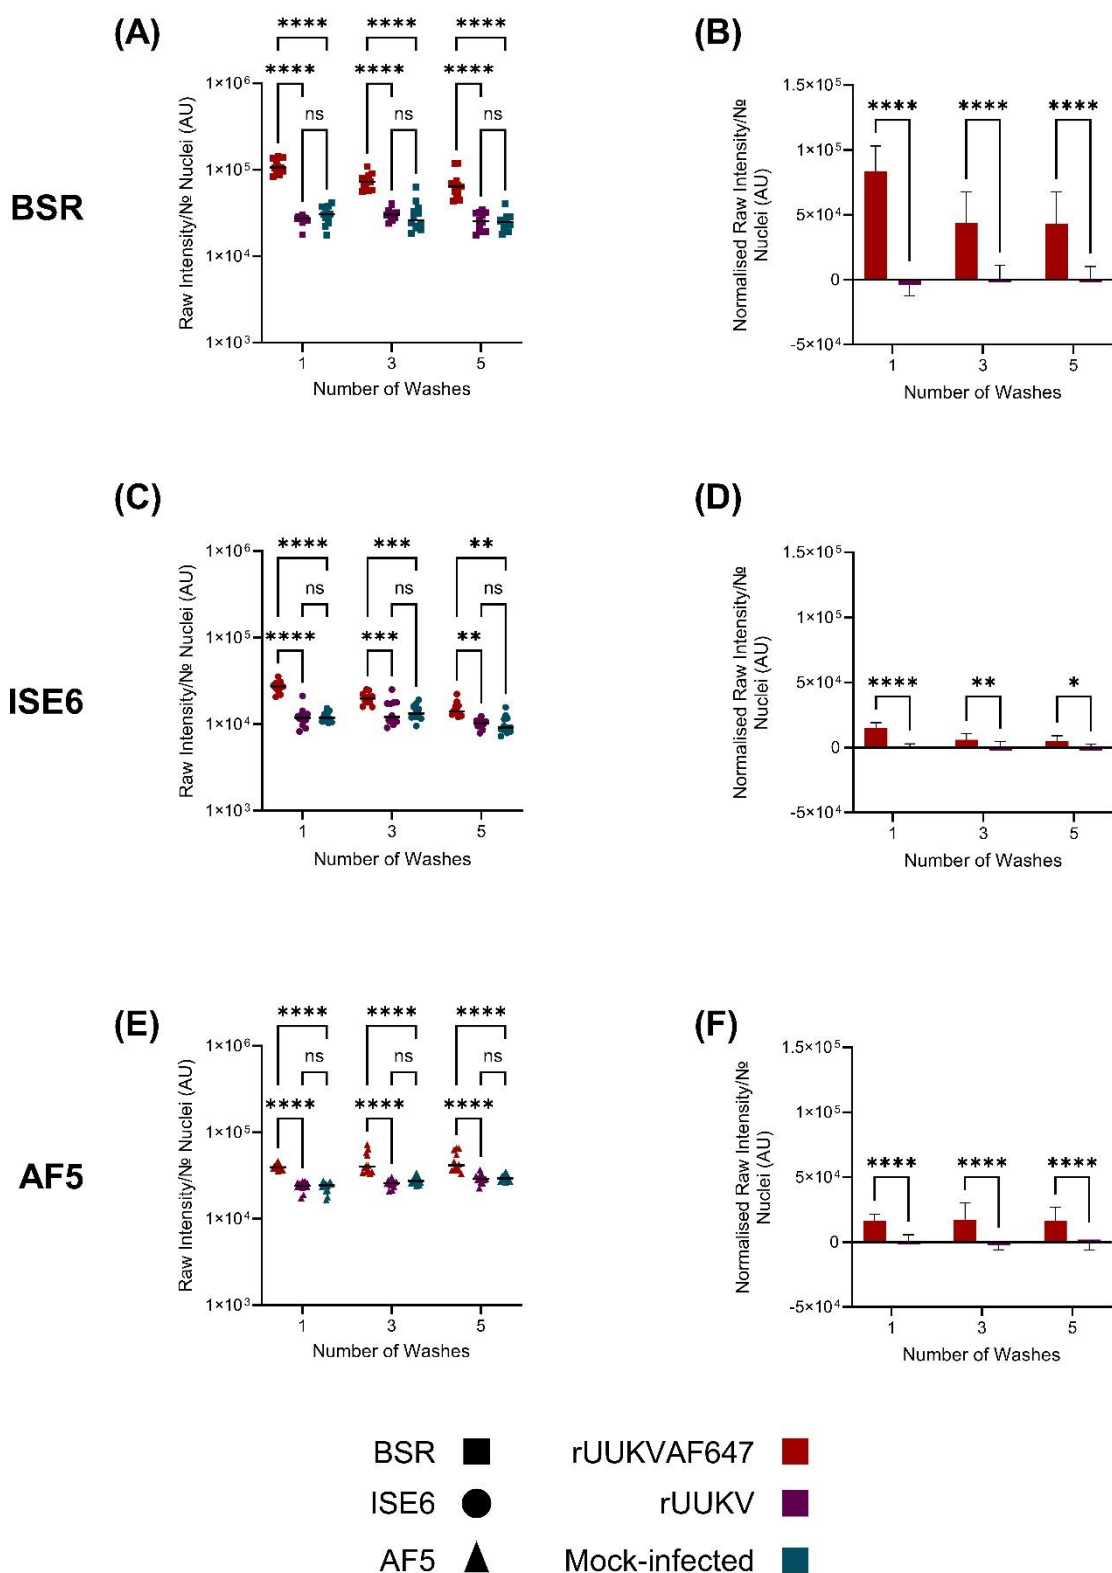 (A)
BSR
**** **** ****
**** **** ****
ns ns ns
Raw Intensity/№ Nuclei (AU)
1×10⁶
1×10⁵
1×10⁴
1×10³
1 3 5
Number of Washes
(B)
**** **** ****
Normalised Raw Intensity/№
Nuclei (AU)
1.5×10⁵
1×10⁵
5×10⁴
0
-5×10⁴
1 3 5
Number of Washes
(C)
ISE6
**** *** **
ns ns ns
**** *** **
Raw Intensity/№ Nuclei (AU)
1×10⁶
1×10⁵
1×10⁴
1×10³
1 3 5
Number of Washes
(D)
**** ** *
Normalised Raw Intensity/№
Nuclei (AU)
1.5×10⁵
1×10⁵
5×10⁴
0
-5×10⁴
1 3 5
Number of Washes
(E)
AF5
**** **** ****
ns ns ns
**** **** ****
Raw Intensity/№ Nuclei (AU)
1×10⁶
1×10⁵
1×10⁴
1×10³
1 3 5
Number of Washes
(F)
**** **** ****
Normalised Raw Intensity/№
Nuclei (AU)
1.5×10⁵
1×10⁵
5×10⁴
0
-5×10⁴
1 3 5
Number of Washes
BSR
ISE6
AF5
rUUKVAF647
rUUKV
Mock-infected